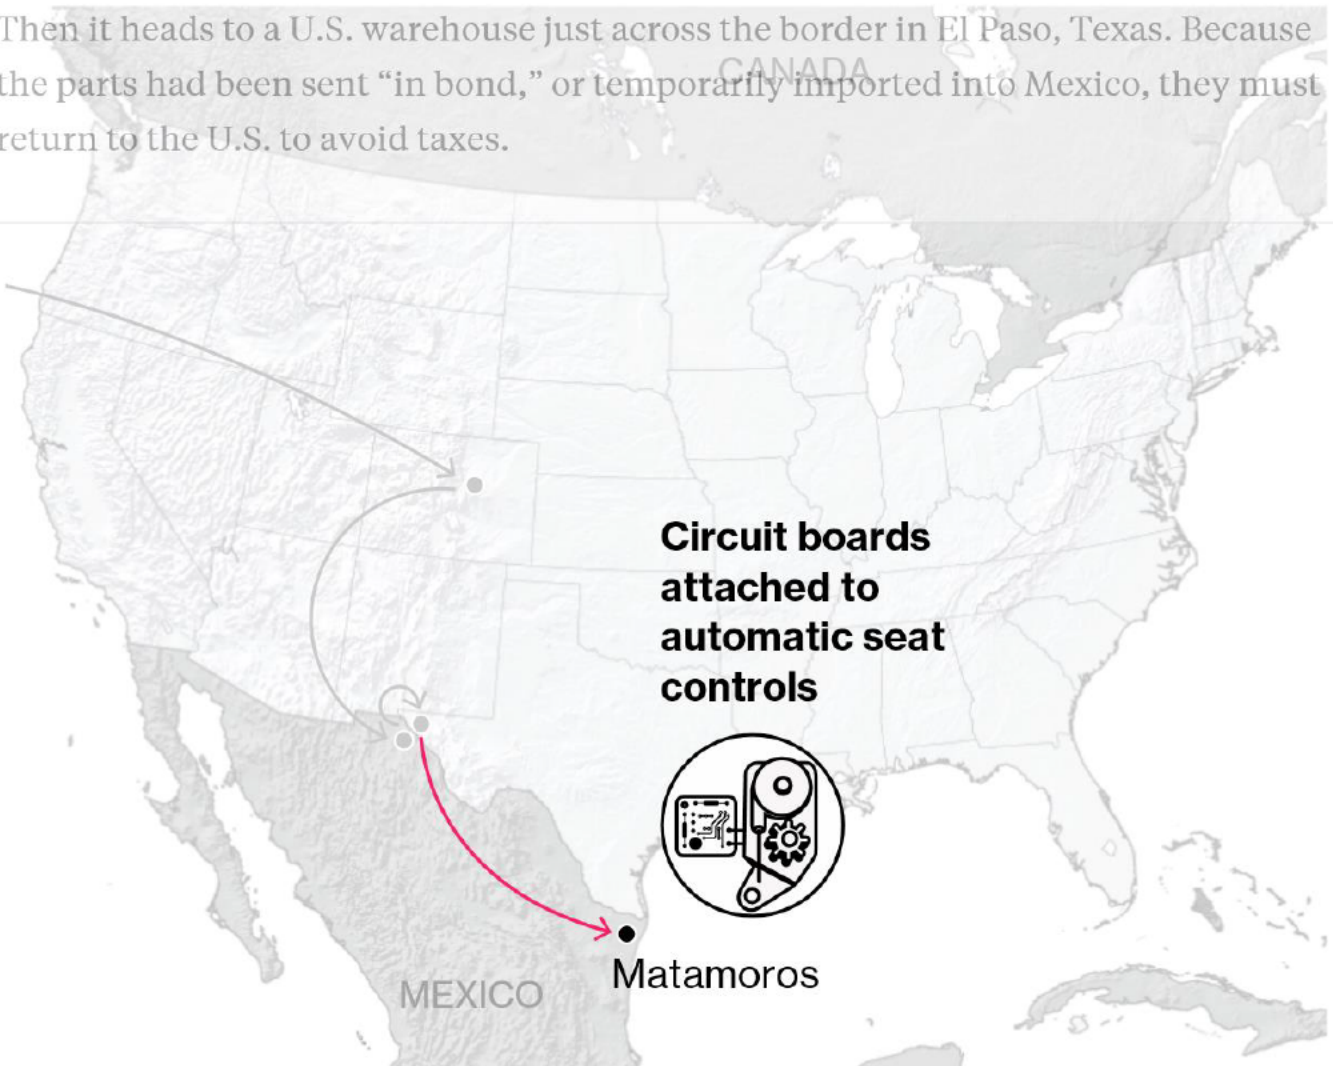 Then it heads to a U.S. warehouse just across the border in El Paso, Texas. Because
the parts had been sent “in bond,” or temporarily imported into Mexico, they must
return to the U.S. to avoid taxes.
CANADA
Circuit boards
attached to
automatic seat
controls
Matamoros
MEXICO